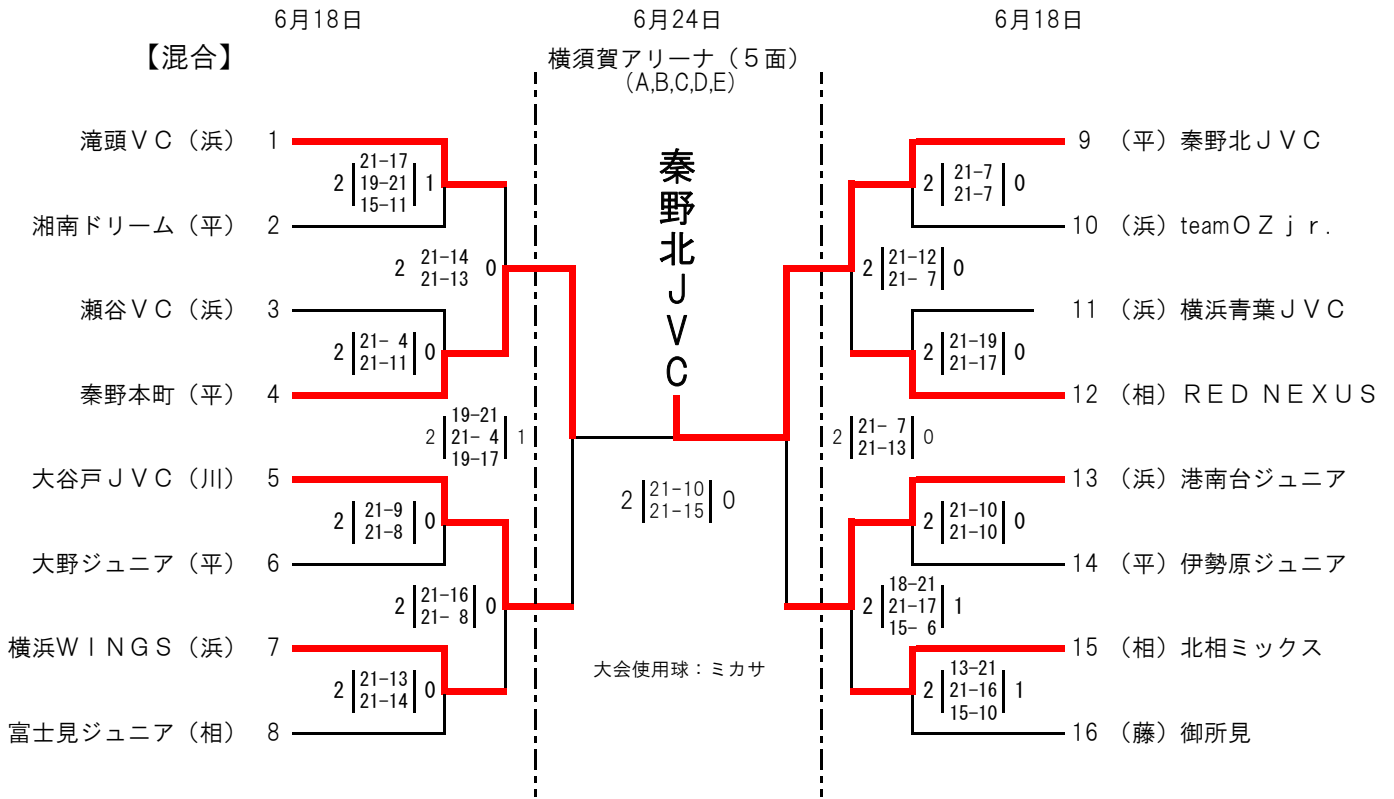 6月18日
6月24日
6月18日
【混合】
横須賀アリーナ（５面）
（A,B,C,D,E）
秦野北ＪＶＣ
滝頭ＶＣ（浜） 1
2 21-17 19-21 15-11 1
湘南ドリーム（平） 2
2 21-14 21-13 0
瀬谷ＶＣ（浜） 3
2 21- 4 21-11 0
秦野本町（平） 4
2 19-21 21- 4 19-17 1
大谷戸ＪＶＣ（川） 5
2 21-9 21-8 0
大野ジュニア（平） 6
2 21-16 21- 8 0
横浜ＷＩＮＧＳ（浜） 7
2 21-13 21-14 0
富士見ジュニア（相） 8
2 21-10 21-15 0
大会使用球：ミカサ
9 （平）秦野北ＪＶＣ
2 21-7 21-7 0
10 （浜）teamＯＺｊｒ.
2 21-12 21- 7 0
11 （浜）横浜青葉ＪＶＣ
2 21-19 21-17 0
12 （相）ＲＥＤ ＮＥＸＵＳ
2 21- 7 21-13 0
13 （浜）港南台ジュニア
2 21-10 21-10 0
14 （平）伊勢原ジュニア
2 18-21 21-17 15- 6 1
15 （相）北相ミックス
2 13-21 21-16 15-10 1
16 （藤）御所見